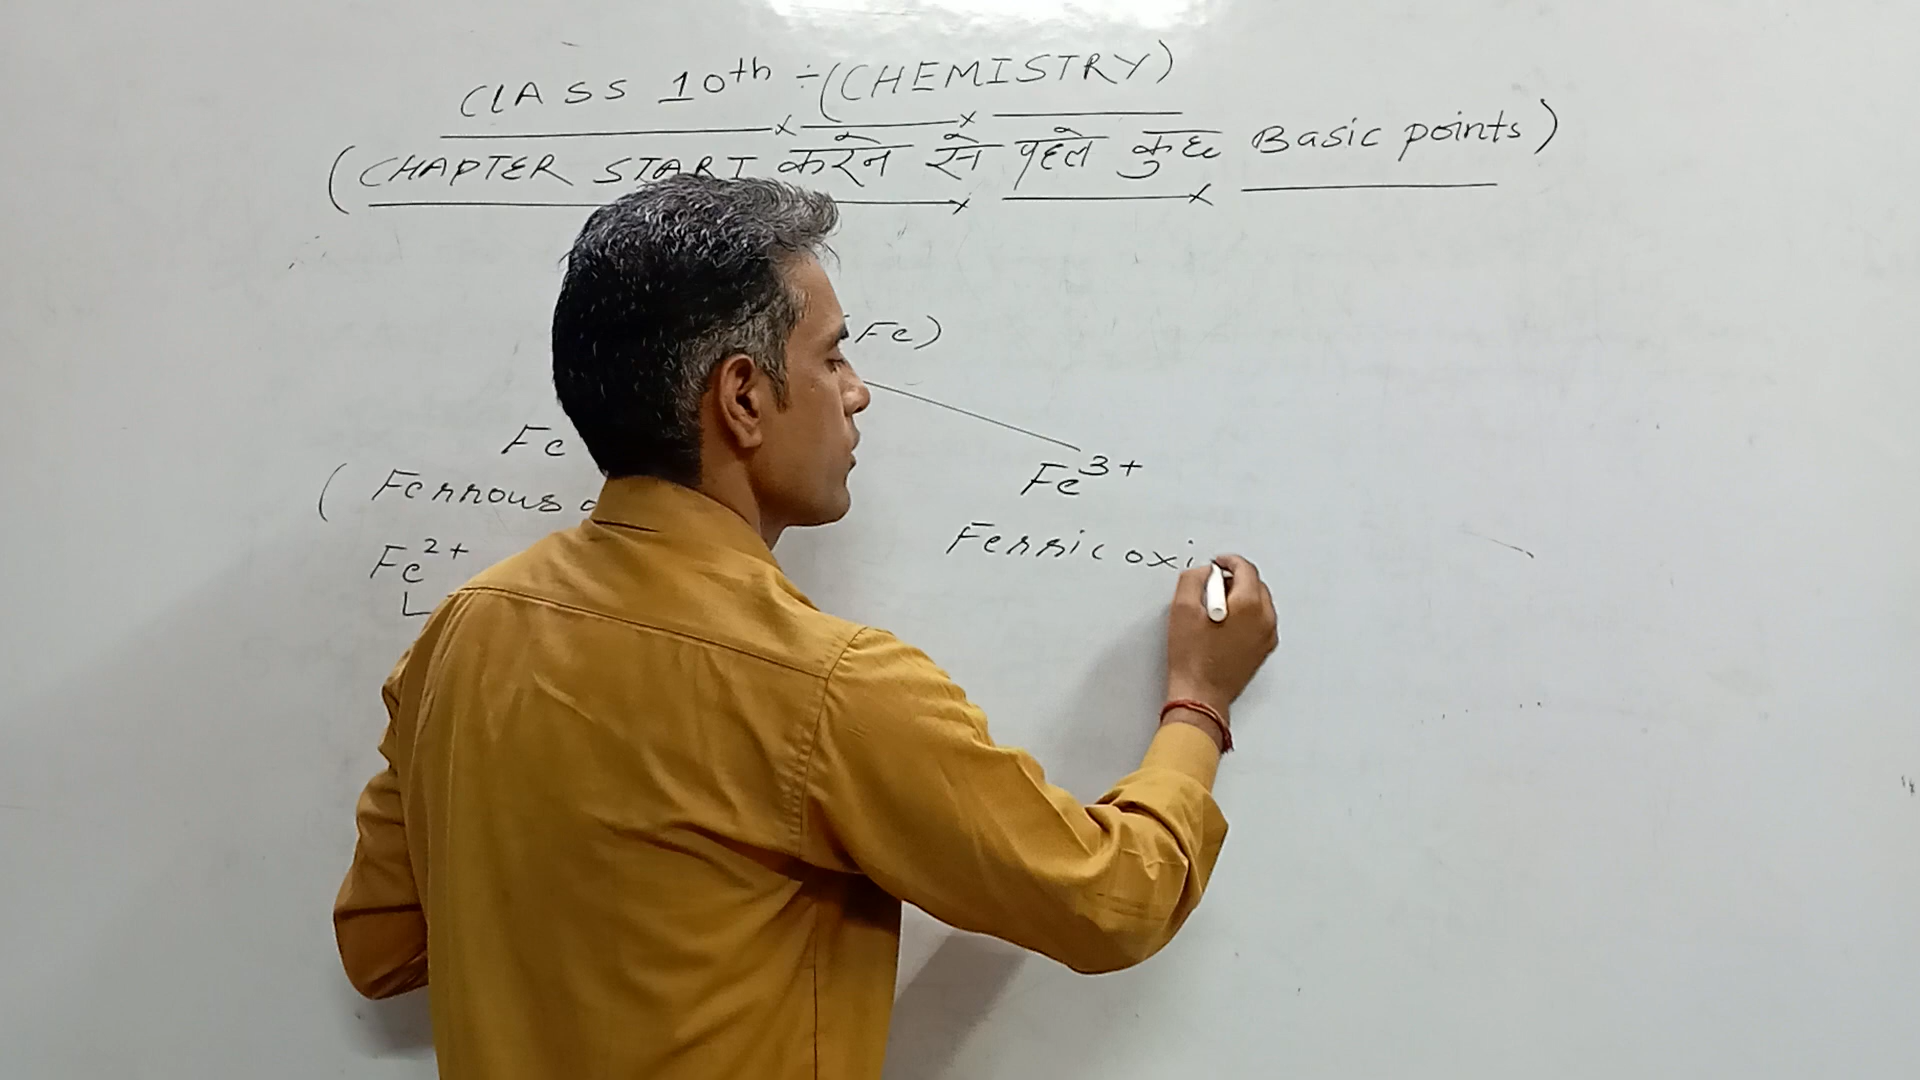 CLASS 10th ÷ (CHEMISTRY)
(CHAPTER START करने से पहले कुछ Basic points)
Fe)
Fe
Fe3+
(Ferrous
Ferric oxi
Fe2+